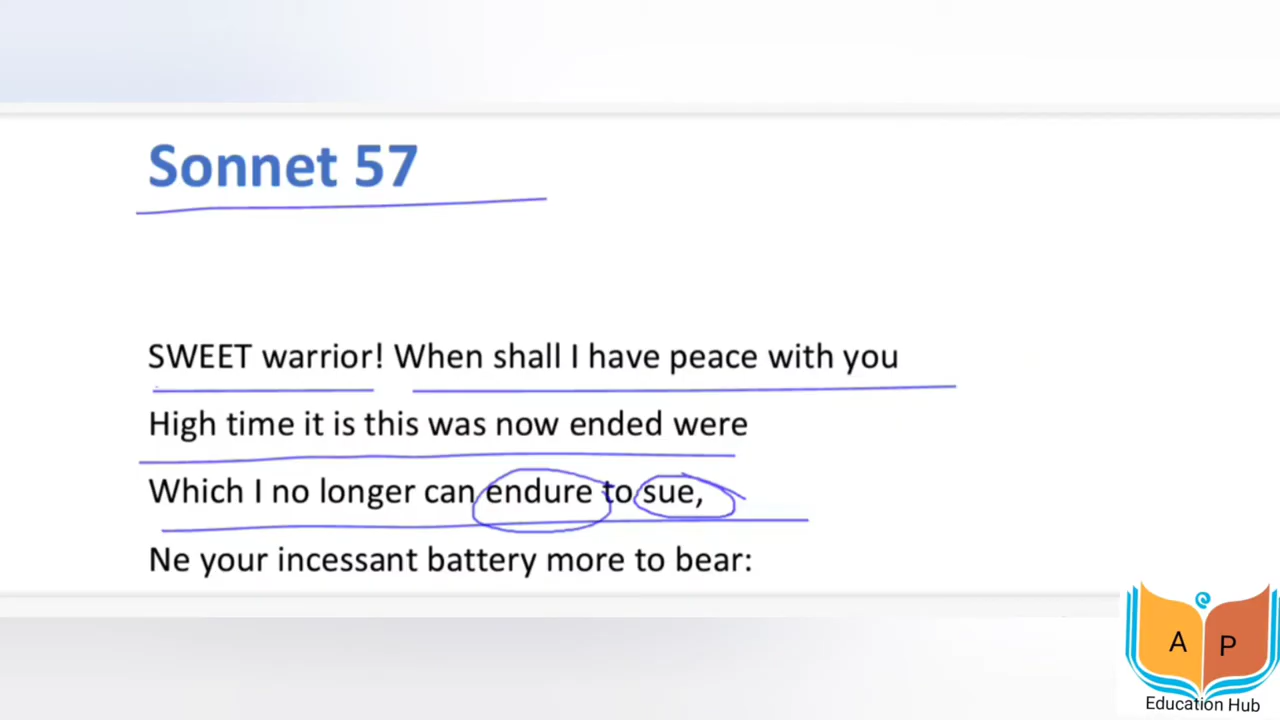 Sonnet 57
SWEET warrior! When shall I have peace with you
High time it is this was now ended were
Which I no longer can endure to sue,
Ne your incessant battery more to bear:
A P
Education Hub